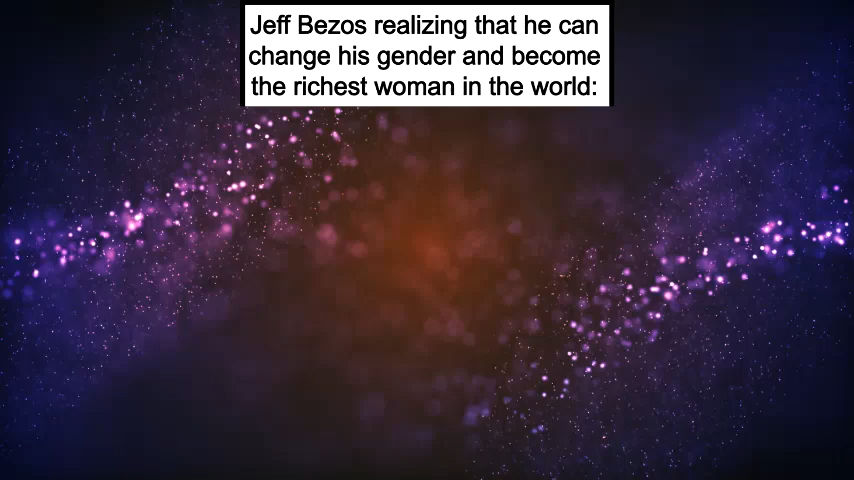 Jeff Bezos realizing that he can
change his gender and become
the richest woman in the world: